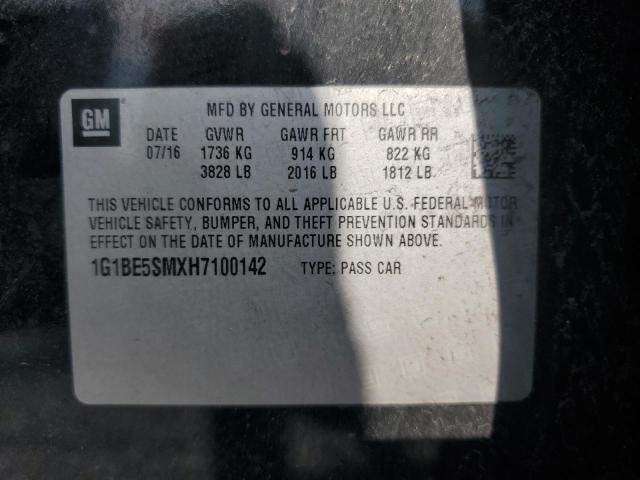 GM
MFD BY GENERAL MOTORS LLC
DATE GVWR GAWR FRT GAWR RR
07/16 1736 KG 914 KG 822 KG
3828 LB 2016 LB 1812 LB
THIS VEHICLE CONFORMS TO ALL APPLICABLE U.S. FEDERAL MOTOR
VEHICLE SAFETY, BUMPER, AND THEFT PREVENTION STANDARDS IN
EFFECT ON THE DATE OF MANUFACTURE SHOWN ABOVE.
1G1BE5SMXH7100142 TYPE: PASS CAR